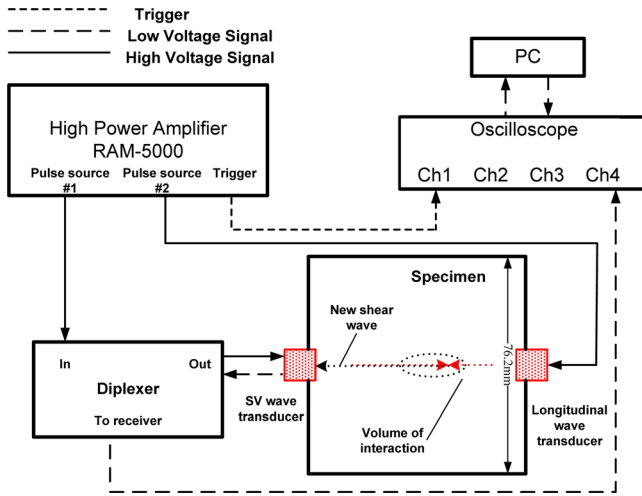 Trigger
Low Voltage Signal
High Voltage Signal
PC
High Power Amplifier
RAM-5000
Pulse source Pulse source Trigger
#1 #2
Oscilloscope
Ch1 Ch2 Ch3 Ch4
Specimen
New shear
wave
76.2mm
In Out
Diplexer
To receiver
SV wave
transducer
Volume of
interaction
Longitudinal
wave
transducer